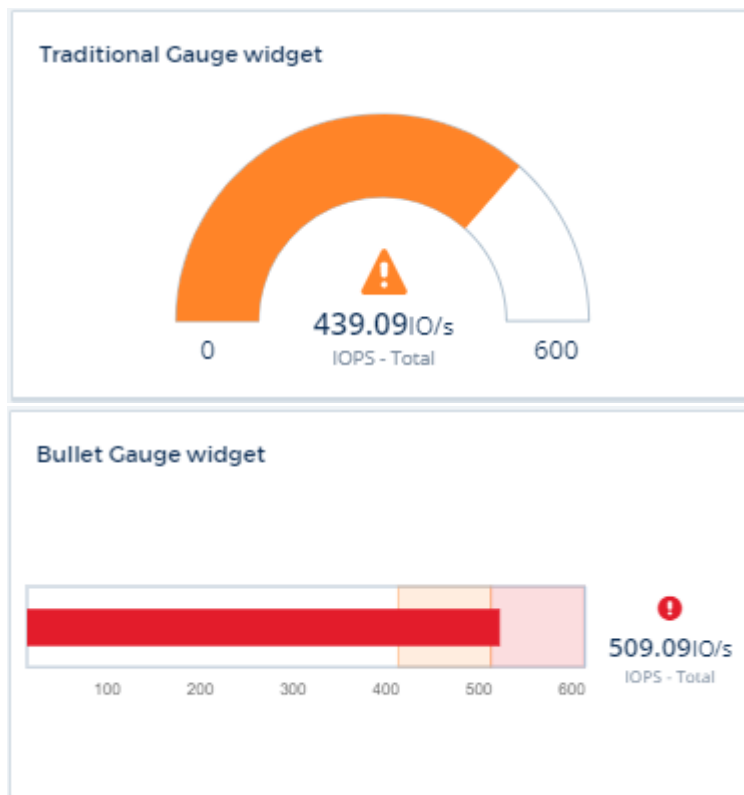 Traditional Gauge widget
439.09IO/s
0
IOPS - Total
600
Bullet Gauge widget
509.09IO/s
IOPS - Total
100 200 300 400 500 600